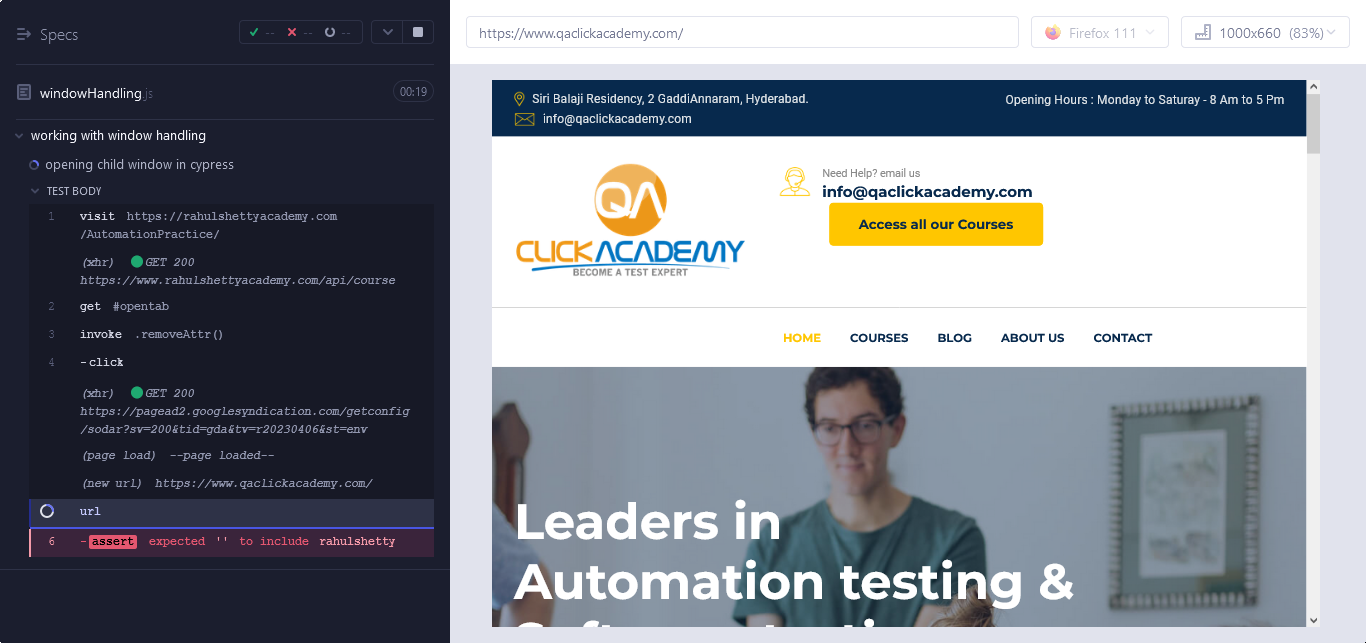 Specs
-- -- --
windowHandling.js
00:19
working with window handling
opening child window in cypress
TEST BODY
1 visit https://rahulshettyacademy.com
/AutomationPractice/
(xhr) GET 200
https://www.rahulshettyacademy.com/api/course
2 get #opentab
3 invoke .removeAttr()
4 -click
(xhr) GET 200
https://pagead2.googlesyndication.com/getconfig
/sodar?sv=200&tid=gda&tv=r20230406&st=env
(page load) --page loaded--
(new url) https://www.qaclickacademy.com/
url
6 -assert expected '' to include rahulshetty
https://www.qaclickacademy.com/
Firefox 111
1000x660 (83%)
Siri Balaji Residency, 2 GaddiAnnaram, Hyderabad.
info@qaclickacademy.com
Opening Hours : Monday to Saturay - 8 Am to 5 Pm
QA
CLICKACADEMY
BECOME A TEST EXPERT
Need Help? email us
info@qaclickacademy.com
Access all our Courses
HOME COURSES BLOG ABOUT US CONTACT
Leaders in
Automation testing &